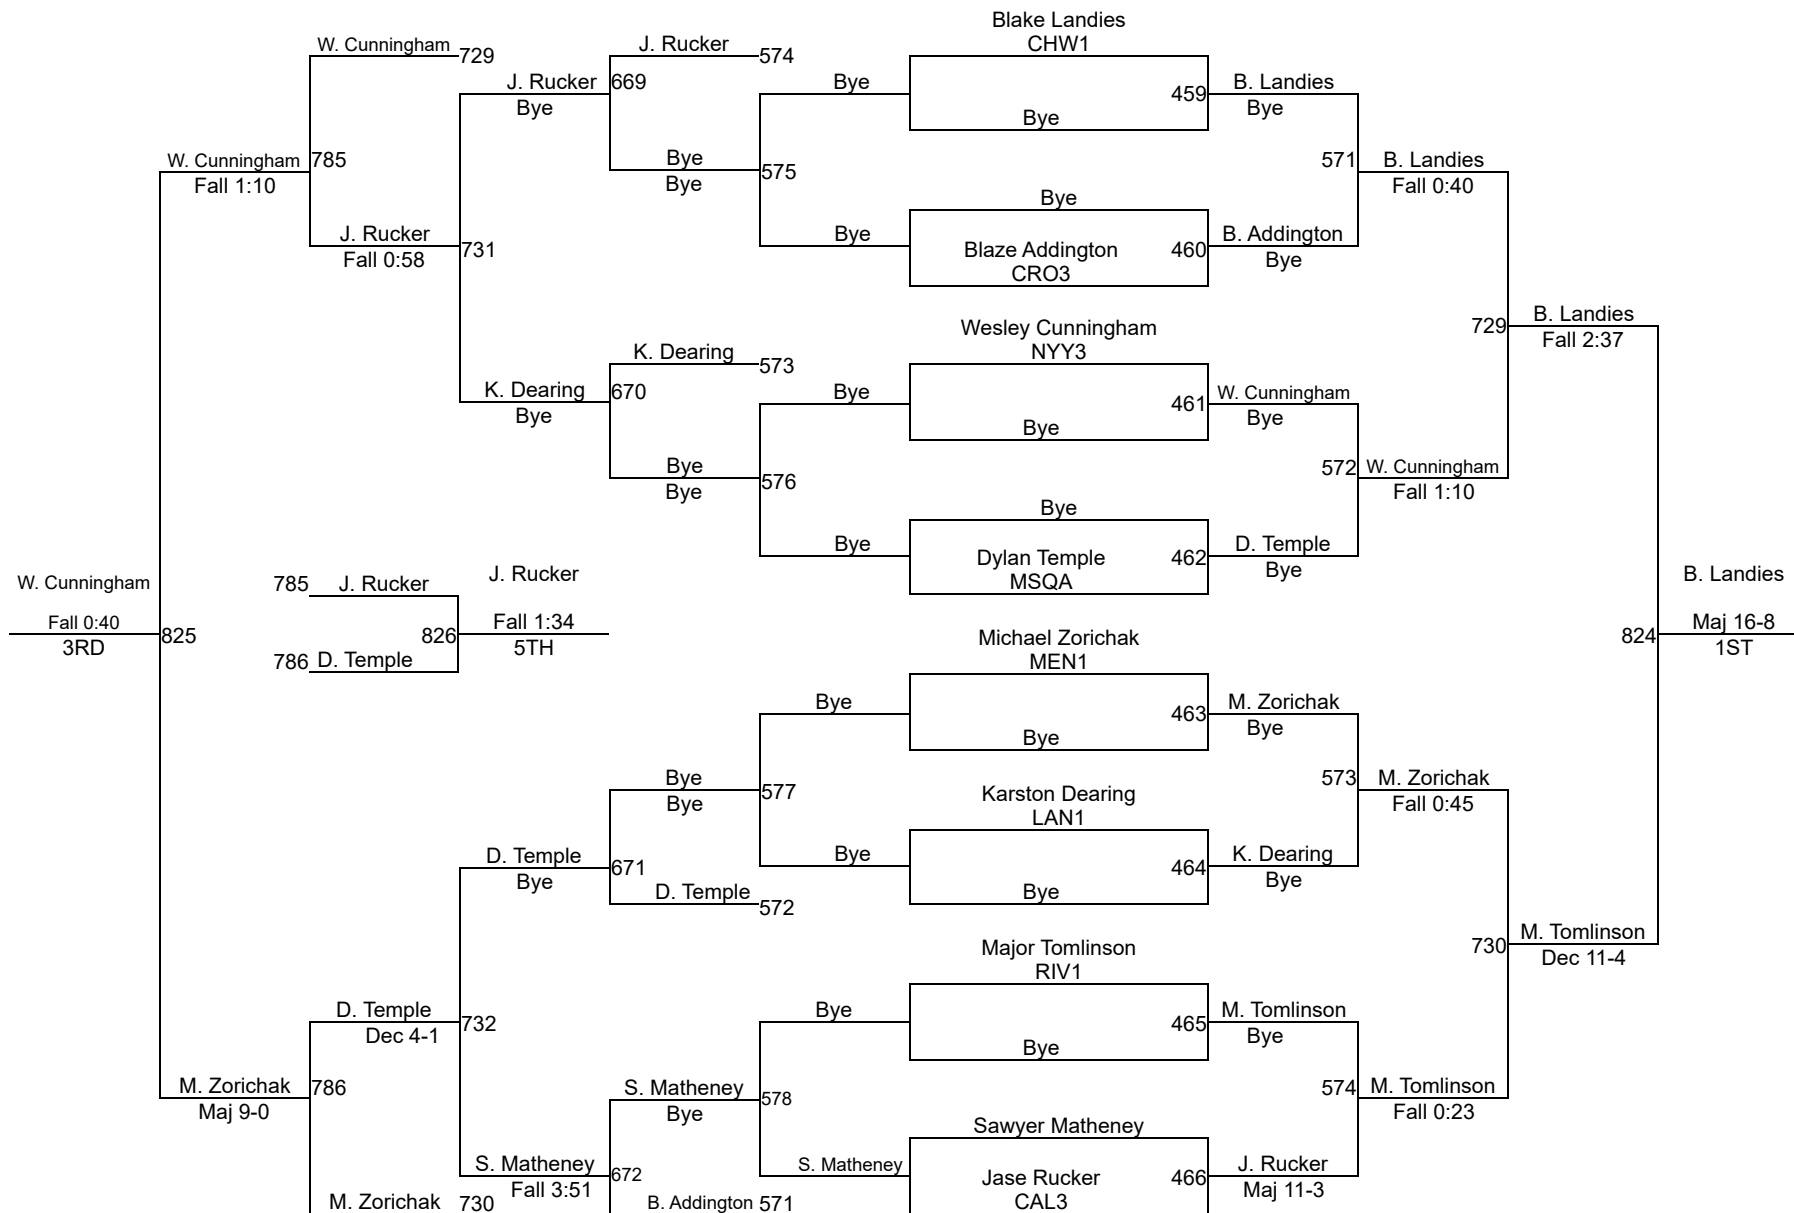 Blake Landies
CHW1
W. Cunningham 729
J. Rucker 574
J. Rucker 669
Bye
Bye
459 B. Landies
Bye
Bye
W. Cunningham 785
Fall 1:10
Bye
Bye
575
571 B. Landies
Fall 0:40
Bye
J. Rucker
Fall 0:58
731
Bye
Blaze Addington
CRO3
460 B. Addington
Bye
Wesley Cunningham
NYY3
729 B. Landies
Fall 2:37
K. Dearing 573
K. Dearing 670
Bye
Bye
461 W. Cunningham
Bye
Bye
Bye
Bye
576
572 W. Cunningham
Fall 1:10
Bye
Bye
Dylan Temple
MSQA
462 D. Temple
Bye
W. Cunningham
785 J. Rucker
J. Rucker
B. Landies
Fall 0:40
3RD
825
826
Fall 1:34
5TH
824
Maj 16-8
1ST
786 D. Temple
Michael Zorichak
MEN1
Bye
463 M. Zorichak
Bye
Bye
Bye
Bye
577
573 M. Zorichak
Fall 0:45
Karston Dearing
LAN1
D. Temple
Bye
671
Bye
464 K. Dearing
Bye
Bye
D. Temple 572
Major Tomlinson
RIV1
730 M. Tomlinson
Dec 11-4
D. Temple
Dec 4-1
732
Bye
465 M. Tomlinson
Bye
Bye
M. Zorichak 786
Maj 9-0
S. Matheney
Bye
578
574 M. Tomlinson
Fall 0:23
Sawyer Matheney
S. Matheney
Fall 3:51
672
S. Matheney
Jase Rucker
CAL3
466 J. Rucker
Maj 11-3
M. Zorichak 730
B. Addington 571